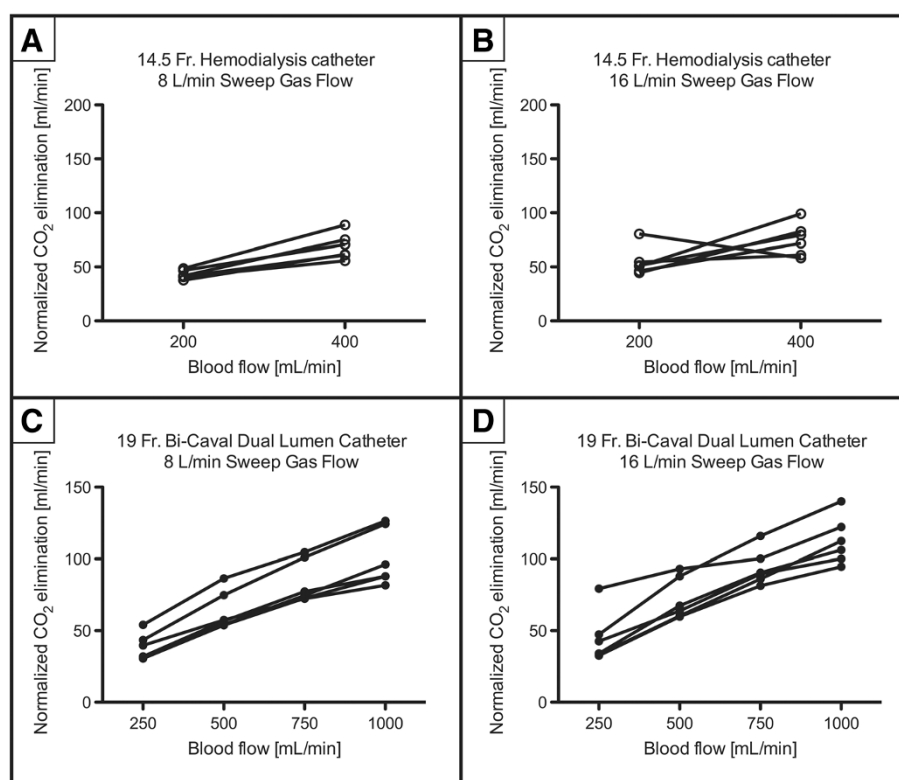 A
14.5 Fr. Hemodialysis catheter
8 L/min Sweep Gas Flow
Normalized CO₂ elimination [ml/min]
200
150
100
50
0
200
400
Blood flow [mL/min]
B
14.5 Fr. Hemodialysis catheter
16 L/min Sweep Gas Flow
Normalized CO₂ elimination [ml/min]
200
150
100
50
0
200
400
Blood flow [mL/min]
C
19 Fr. Bi-Caval Dual Lumen Catheter
8 L/min Sweep Gas Flow
Normalized CO₂ elimination [ml/min]
150
100
50
0
250
500
750
1000
Blood flow [mL/min]
D
19 Fr. Bi-Caval Dual Lumen Catheter
16 L/min Sweep Gas Flow
Normalized CO₂ elimination [ml/min]
150
100
50
0
250
500
750
1000
Blood flow [mL/min]